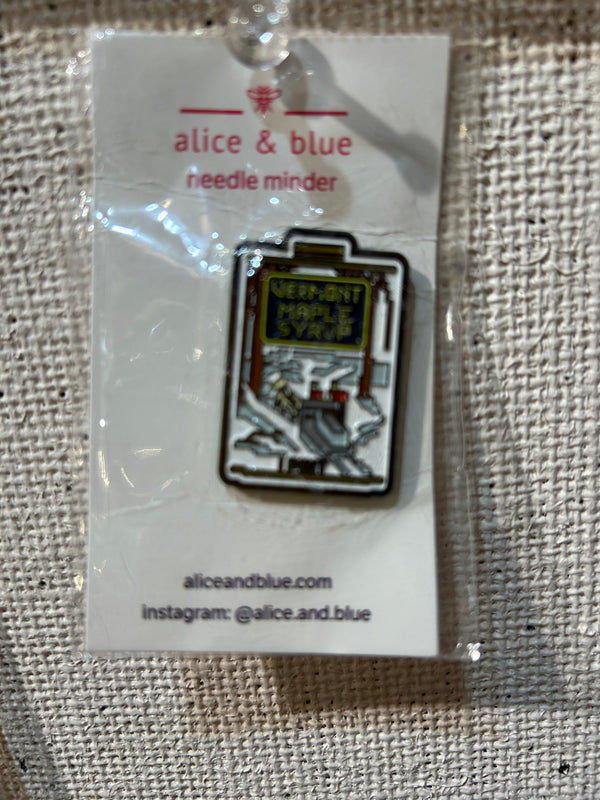 alice & blue
needle minder
VERMONT
MAPLE
SYRUP
aliceandblue.com
instagram: @alice.and.blue